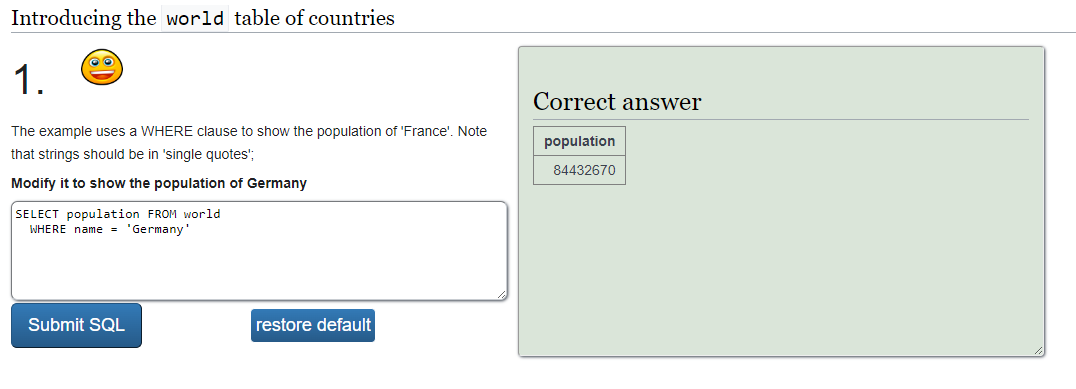 Introducing the world table of countries
1.
The example uses a WHERE clause to show the population of 'France'. Note
that strings should be in 'single quotes';
Modify it to show the population of Germany
SELECT population FROM world
  WHERE name = 'Germany'
Submit SQL
restore default
Correct answer
population
84432670